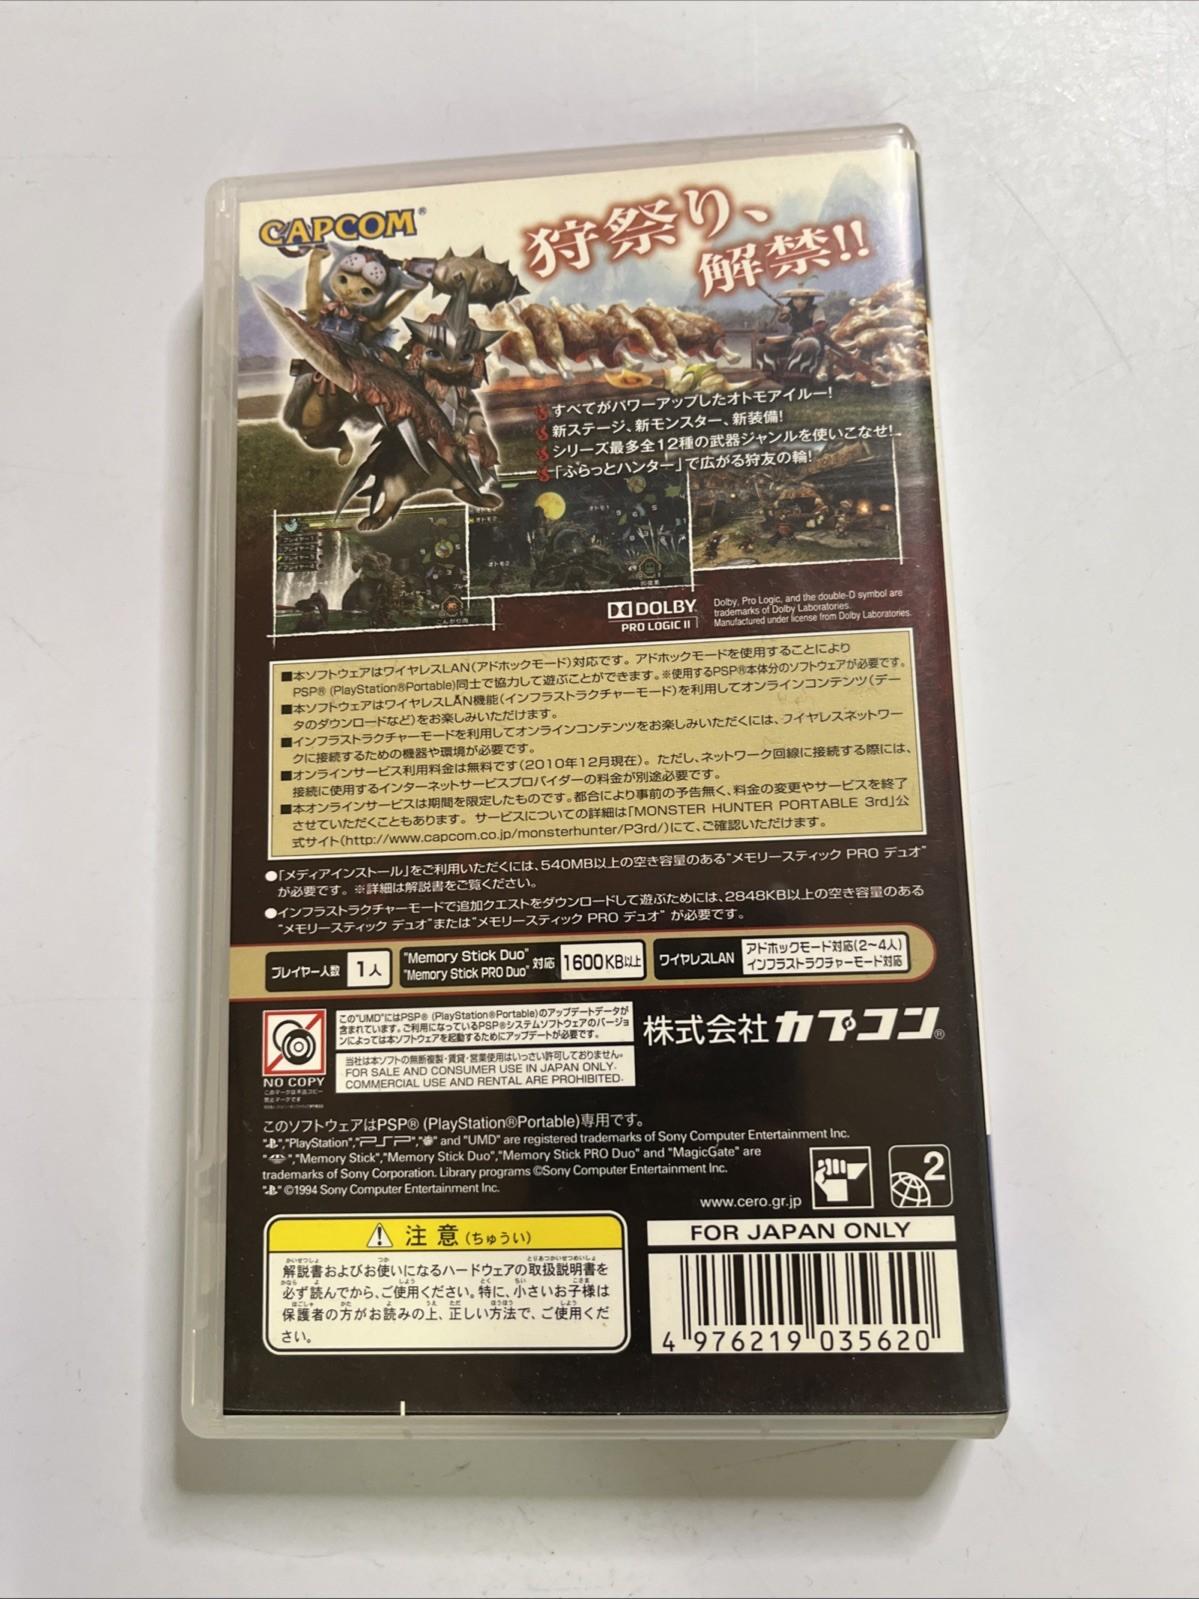 CAPCOM®
狩祭り、
解禁!!
すべてがパワーアップしたオトモアイルー!
新ステージ、新モンスター、新装備!
シリーズ最多全12種の武器ジャンルを使いこなせ!
「ふらっとハンター」で広がる狩友の輪!
オトモ2
オトモ1
オトモ2
こんがり肉
DOLBY
PRO LOGIC II
Dolby, Pro Logic, and the double-D symbol are
trademarks of Dolby Laboratories.
Manufactured under license from Dolby Laboratories.
■本ソフトウェアはワイヤレスLAN(アドホックモード)対応です。アドホックモードを使用することにより
PSP® (PlayStation®Portable)同士で協力して遊ぶことができます。※使用するPSP®本体分のソフトウェアが必要です。
■本ソフトウェアはワイヤレスLAN機能(インフラストラクチャーモード)を利用してオンラインコンテンツ(デー
タのダウンロードなど)をお楽しみいただけます。
■インフラストラクチャーモードを利用してオンラインコンテンツをお楽しみいただくには、ワイヤレスネットワー
クに接続するための機器や環境が必要です。
■オンラインサービス利用料金は無料です(2010年12月現在)。ただし、ネットワーク回線に接続する際には、
接続に使用するインターネットサービスプロバイダーの料金が別途必要です。
■本オンラインサービスは期間を限定したものです。都合により事前の予告無く、料金の変更やサービスを終了
させていただくこともあります。サービスについての詳細は「MONSTER HUNTER PORTABLE 3rd」公
式サイト(http://www.capcom.co.jp/monsterhunter/P3rd/)にて、ご確認いただけます。
●「メディアインストール」をご利用いただくには、540MB以上の空き容量のある"メモリースティック PRO デュオ"
が必要です。※詳細は解説書をご覧ください。
●インフラストラクチャーモードで追加クエストをダウンロードして遊ぶためには、2848KB以上の空き容量のある
"メモリースティック デュオ"または"メモリースティック PRO デュオ" が必要です。
プレイヤー人数 1人
"Memory Stick Duo"
"Memory Stick PRO Duo" 対応 1600KB以上
ワイヤレスLAN アドホックモード対応(2~4人)
インフラストラクチャーモード対応
NO COPY
このマークは不法コピー
禁止マークです
この"UMD"にはPSP® (PlayStation®Portable)のアップデートデータが
含まれています。ご利用になっているPSP®システムソフトウェアのバージョ
ンによっては本ソフトウェアを起動するためにアップデートが必要です。
当社は本ソフトの無断複製・賃貸・営業使用はいっさい許可しておりません。
FOR SALE AND CONSUMER USE IN JAPAN ONLY.
COMMERCIAL USE AND RENTAL ARE PROHIBITED.
株式会社カプコン®
このソフトウェアはPSP® (PlayStation®Portable)専用です。
" ","PlayStation","PSP"," " and "UMD" are registered trademarks of Sony Computer Entertainment Inc.
" ","Memory Stick","Memory Stick Duo","Memory Stick PRO Duo" and "MagicGate" are
trademarks of Sony Corporation. Library programs ©Sony Computer Entertainment Inc.
" " ©1994 Sony Computer Entertainment Inc.
www.cero.gr.jp
2
注意(ちゅうい)
解説書およびお使いになるハードウェアの取扱説明書を
必ず読んでから、ご使用ください。特に、小さいお子様は
保護者の方がお読みの上、正しい方法で、ご使用くだ
さい。
FOR JAPAN ONLY
4 976219 035620